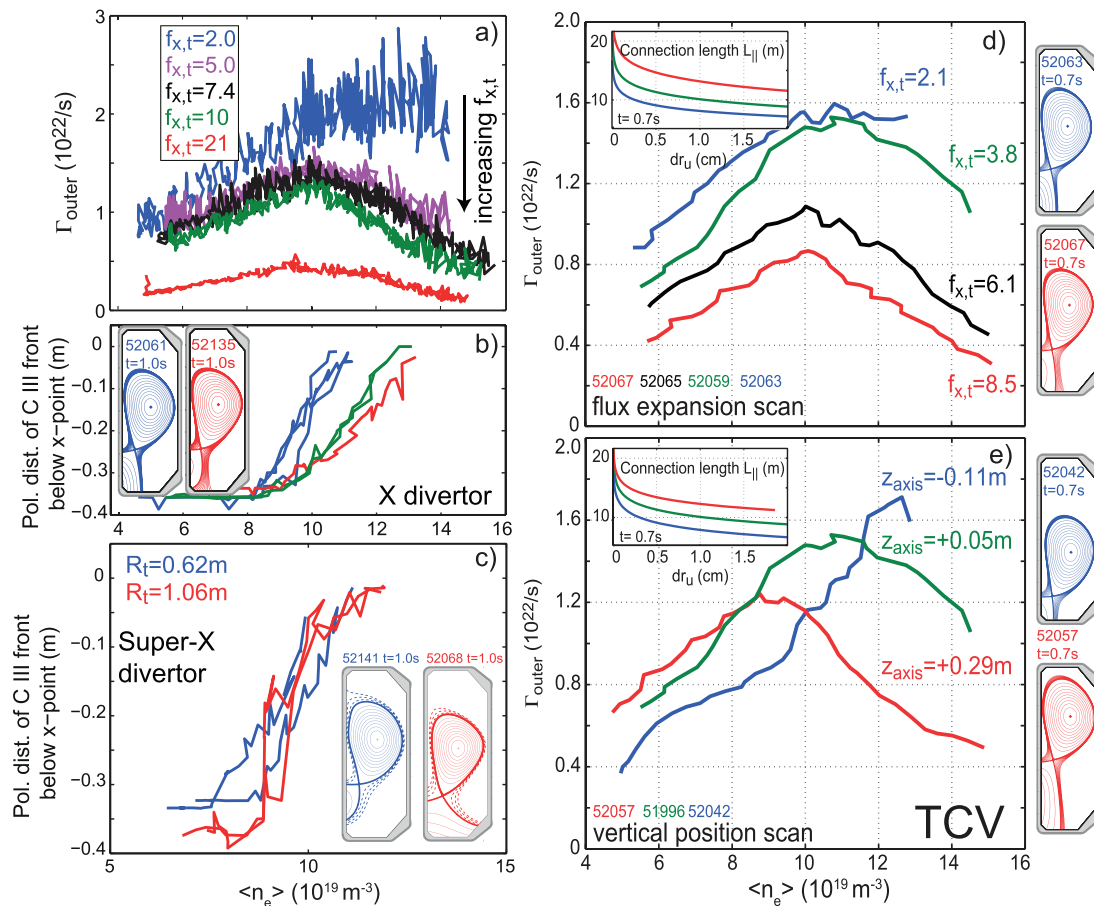 a)
f_x,t=2.0
f_x,t=5.0
f_x,t=7.4
f_x,t=10
f_x,t=21
increasing f_x,t
Γ_outer (10^22/s)
3
2
1
0
b)
52061
t=1.0s
52135
t=1.0s
X divertor
Pol. dist. of C III front
below x-point (m)
0
−0.1
−0.2
−0.3
−0.4
4 6 8 10 12 14 16
c)
R_t=0.62m
R_t=1.06m
Super-X
divertor
52141 t=1.0s
52068 t=1.0s
Pol. dist. of C III front
below x-point (m)
0
−0.1
−0.2
−0.3
−0.4
5 10 15
<n_e> (10^19 m^-3)
d)
Connection length L_|| (m)
20
10
t= 0.7s
0 0.5 1.0 1.5
dr_u (cm)
f_x,t=2.1
f_x,t=3.8
f_x,t=6.1
f_x,t=8.5
52067 52065 52059 52063
flux expansion scan
Γ_outer (10^22/s)
2.0
1.6
1.2
0.8
0.4
0
52063
t=0.7s
52067
t=0.7s
e)
Connection length L_|| (m)
20
10
t= 0.7s
0 0.5 1.0 1.5
dr_u (cm)
z_axis=-0.11m
z_axis=+0.05m
z_axis=+0.29m
52057 51996 52042
vertical position scan
TCV
Γ_outer (10^22/s)
2.0
1.6
1.2
0.8
0.4
0
4 6 8 10 12 14 16
<n_e> (10^19 m^-3)
52042
t=0.7s
52057
t=0.7s